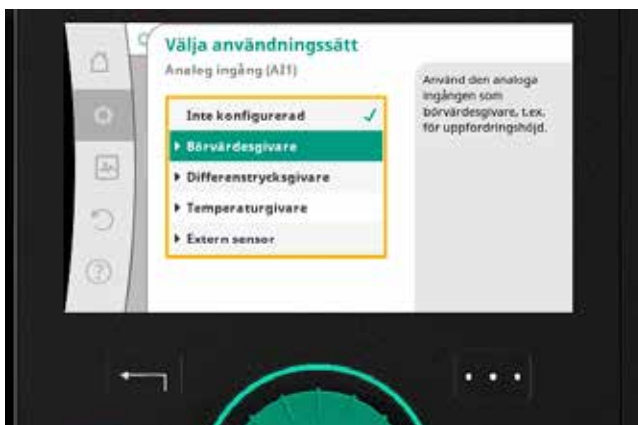 Välja användningssätt
Analog ingång (AI1)
Inte konfigurerad
Börvärdesgivare
Differenstrycksgivare
Temperaturgivare
Extern sensor
Använd den analoga
ingången som
börvärdesgivare, t.ex.
för uppfordringshöjd.